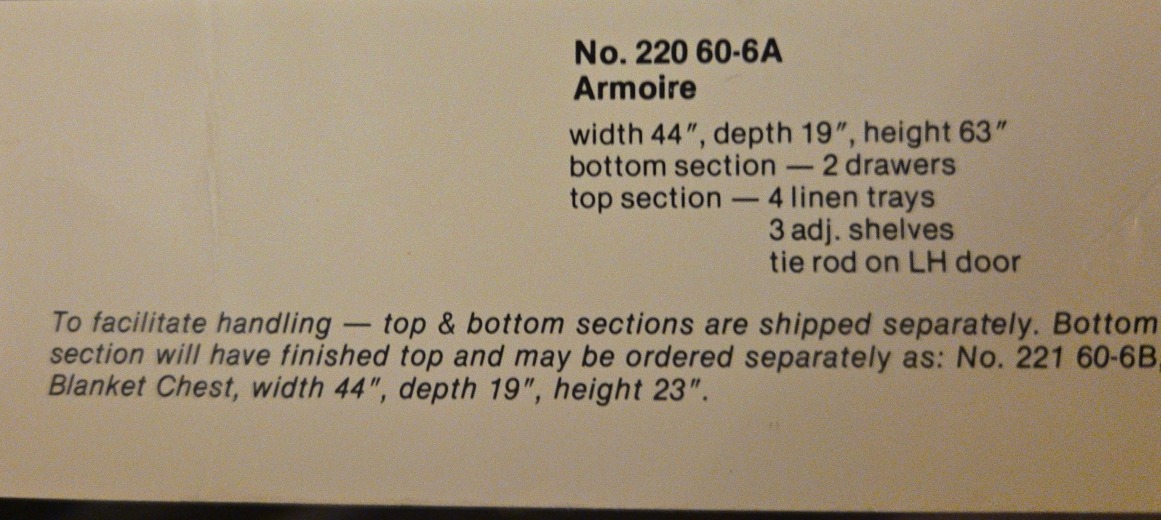 No. 220 60-6A
Armoire
width 44″, depth 19″, height 63″
bottom section — 2 drawers
top section — 4 linen trays
3 adj. shelves
tie rod on LH door
To facilitate handling — top & bottom sections are shipped separately. Bottom
section will have finished top and may be ordered separately as: No. 221 60-6B,
Blanket Chest, width 44″, depth 19″, height 23″.